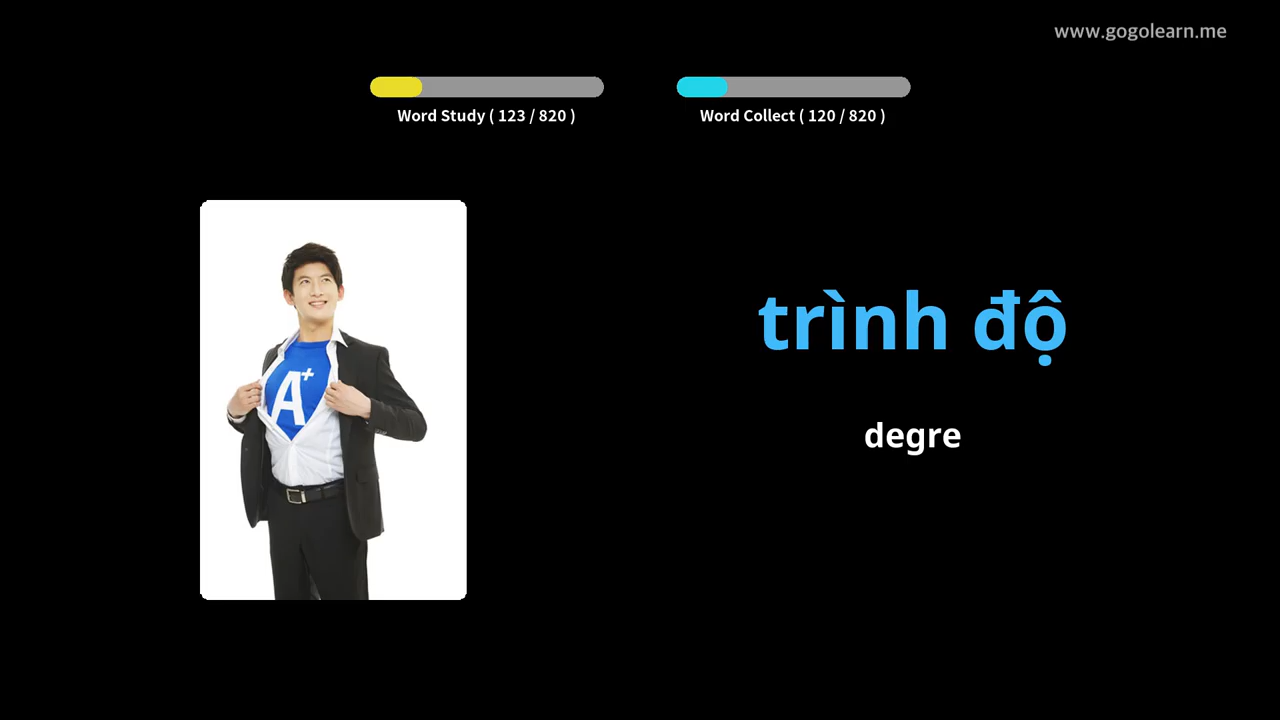 www.gogolearn.me
Word Study ( 123 / 820 )
Word Collect ( 120 / 820 )
A+
trình độ
degre